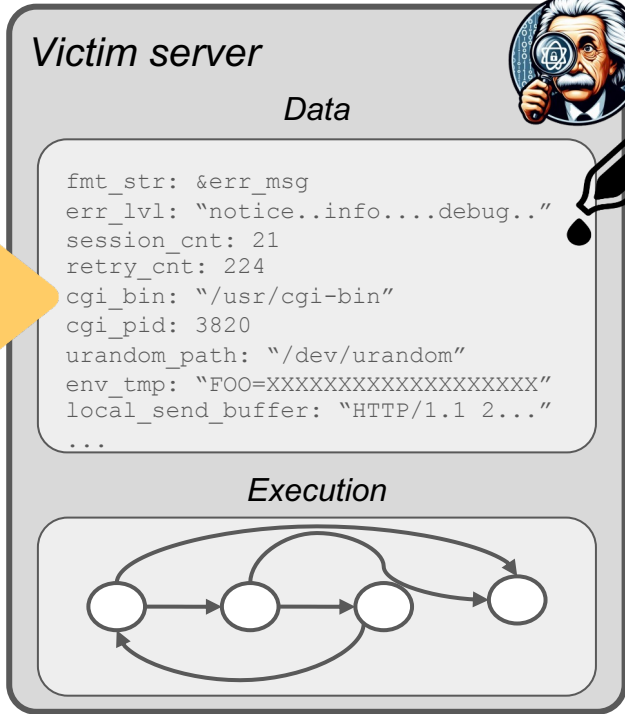 Victim server
Data
fmt_str: &err_msg
err_lvl: “notice..info....debug..”
session_cnt: 21
retry_cnt: 224
cgi_bin: “/usr/cgi-bin”
cgi_pid: 3820
urandom_path: “/dev/urandom”
env_tmp: “FOO=XXXXXXXXXXXXXXXXXXX”
local_send_buffer: “HTTP/1.1 2...”
...
Execution